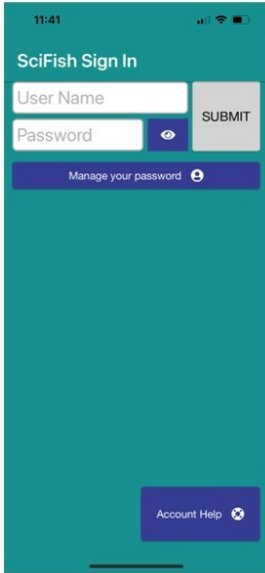 11:41
SciFish Sign In
User Name
SUBMIT
Password
Manage your password
Account Help